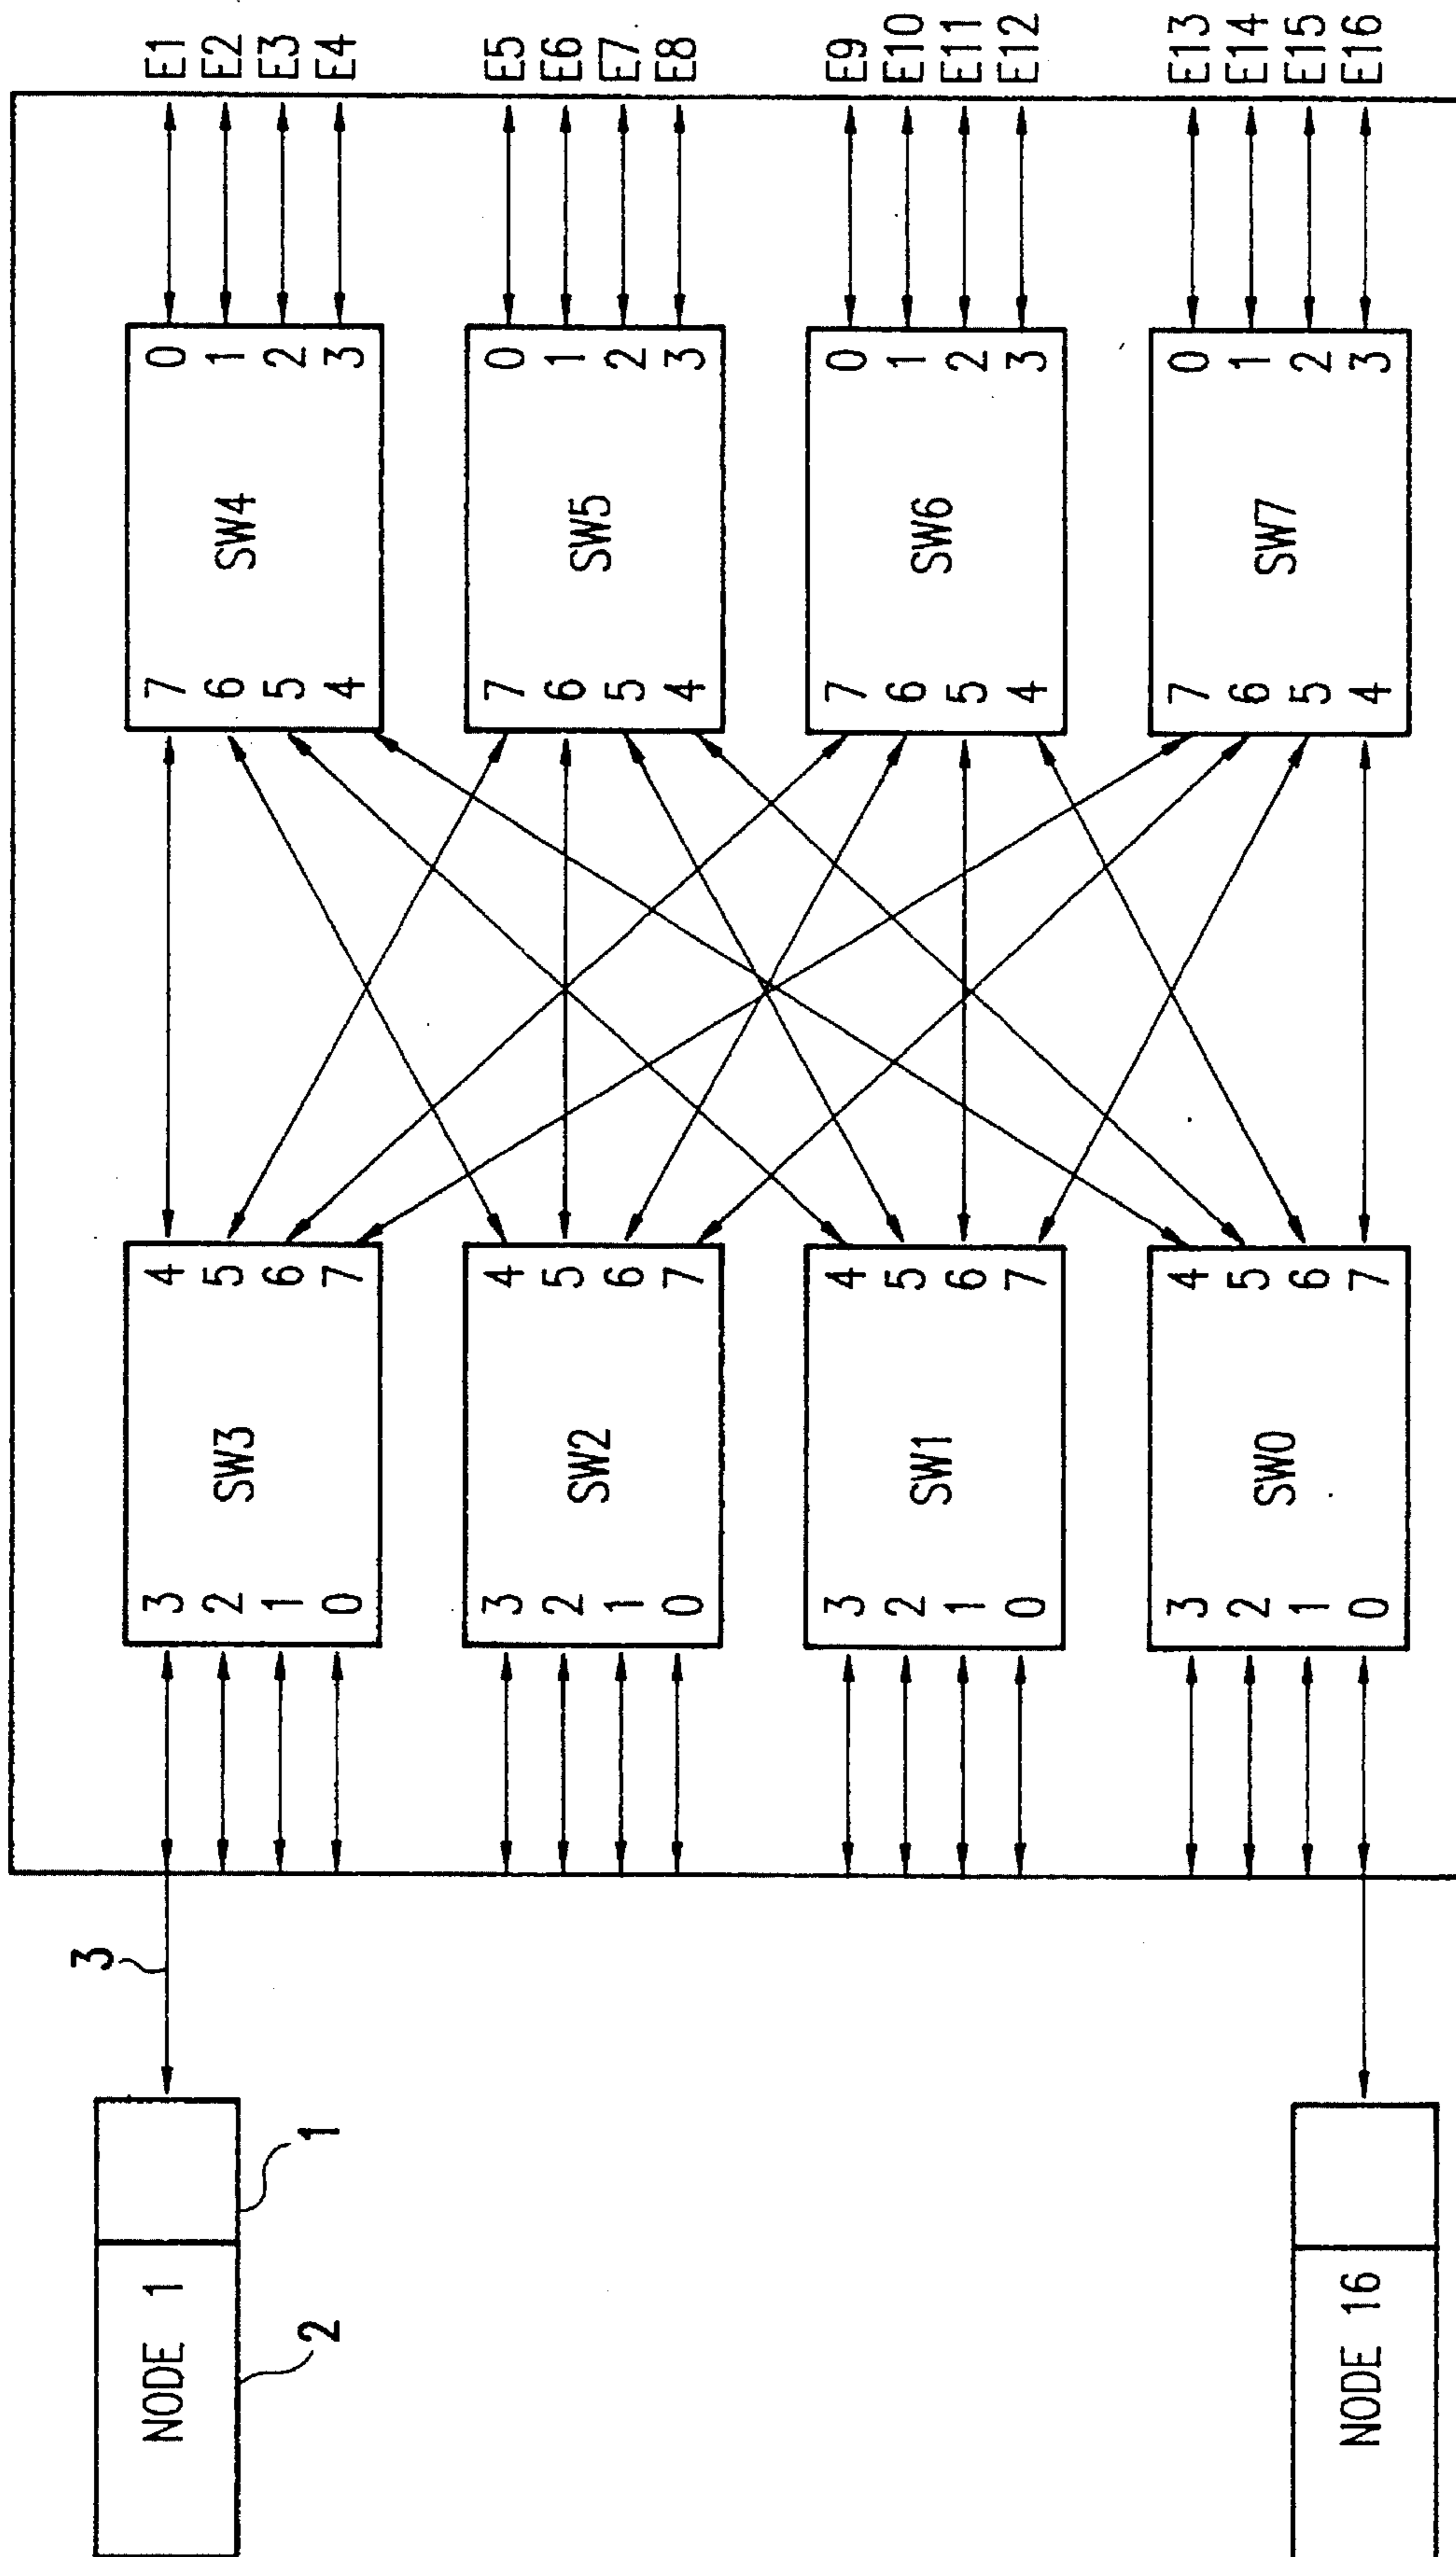 3
NODE 1 3 4 7 0 E1
2 5 6 1 E2
SW3 SW4
1 6 5 2 E3
2 1
0 7 4 3 E4
3 4 7 0 E5
2 5 6 1 E6
SW2 SW5
1 6 5 2 E7
0 7 4 3 E8
3 4 7 0 E9
2 5 6 1 E10
SW1 SW6
1 6 5 2 E11
0 7 4 3 E12
3 4 7 0 E13
2 5 6 1 E14
SW0 SW7
1 6 5 2 E15
NODE 16 0 7 4 3 E16